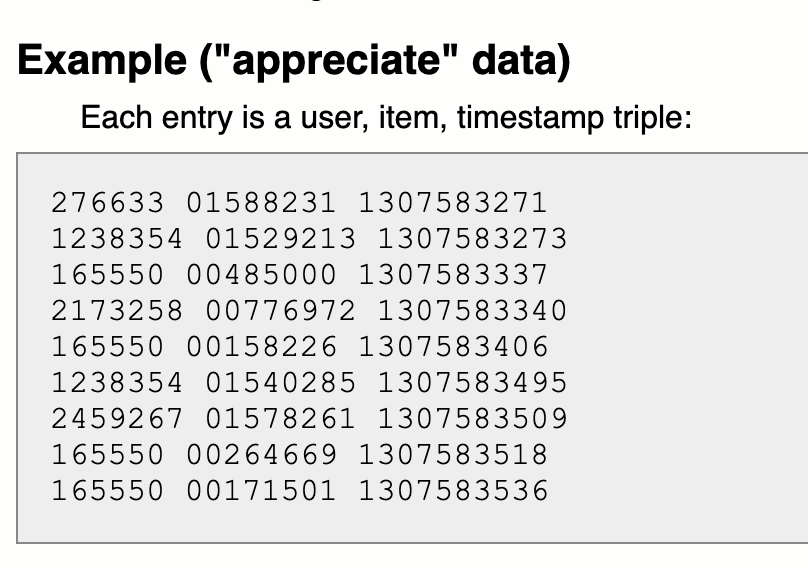 Example ("appreciate" data)
Each entry is a user, item, timestamp triple:
276633 01588231 1307583271
1238354 01529213 1307583273
165550 00485000 1307583337
2173258 00776972 1307583340
165550 00158226 1307583406
1238354 01540285 1307583495
2459267 01578261 1307583509
165550 00264669 1307583518
165550 00171501 1307583536